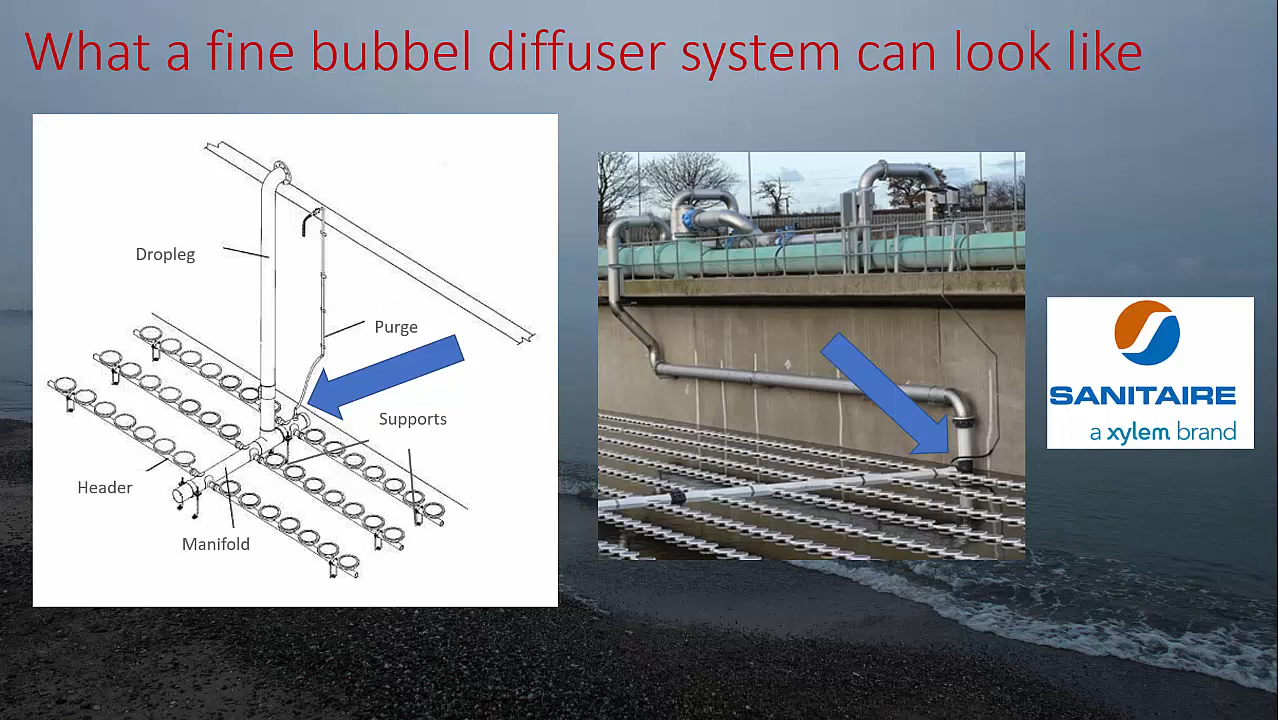 What a fine bubbel diffuser system can look like
Dropleg
Purge
Supports
Header
Manifold
SANITAIRE
a xylem brand